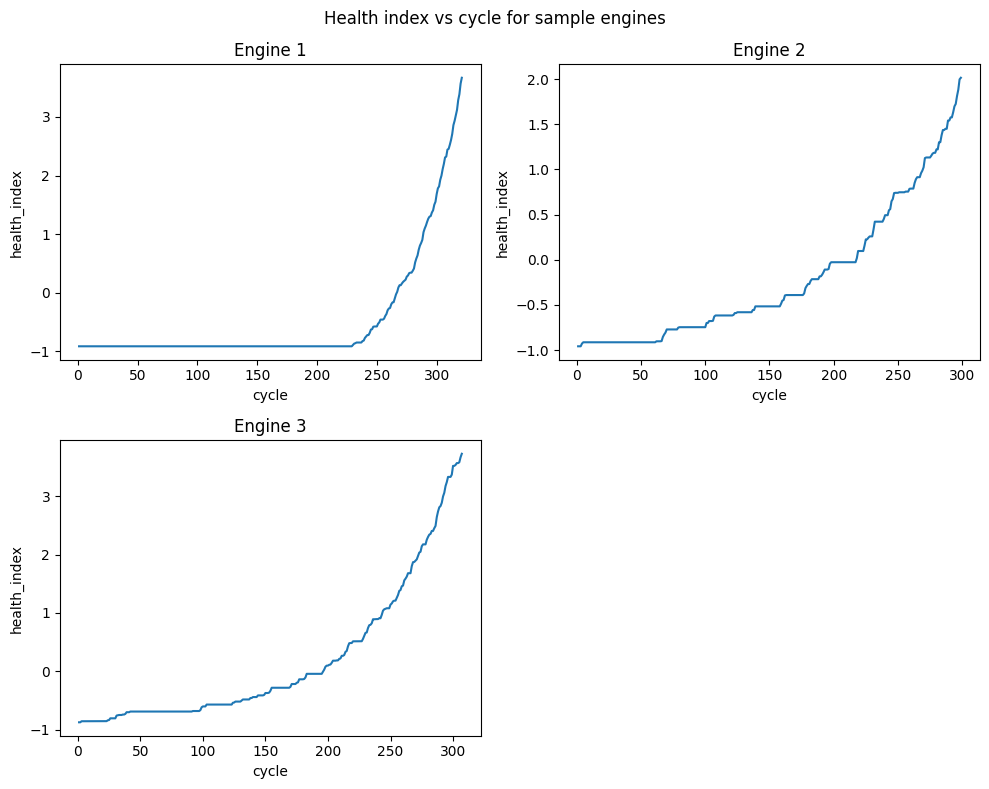 Health index vs cycle for sample engines
Engine 1
health_index
3
2
1
0
−1
0 50 100 150 200 250 300
cycle
Engine 2
health_index
2.0
1.5
1.0
0.5
0.0
−0.5
−1.0
0 50 100 150 200 250 300
cycle
Engine 3
health_index
3
2
1
0
−1
0 50 100 150 200 250 300
cycle